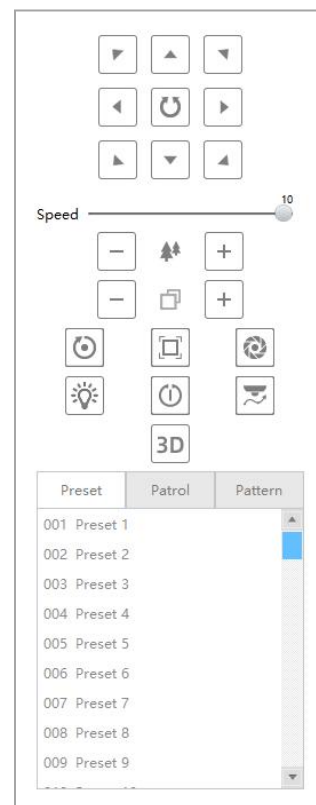 10
Speed
3D
Preset Patrol Pattern
001 Preset 1
002 Preset 2
003 Preset 3
004 Preset 4
005 Preset 5
006 Preset 6
007 Preset 7
008 Preset 8
009 Preset 9